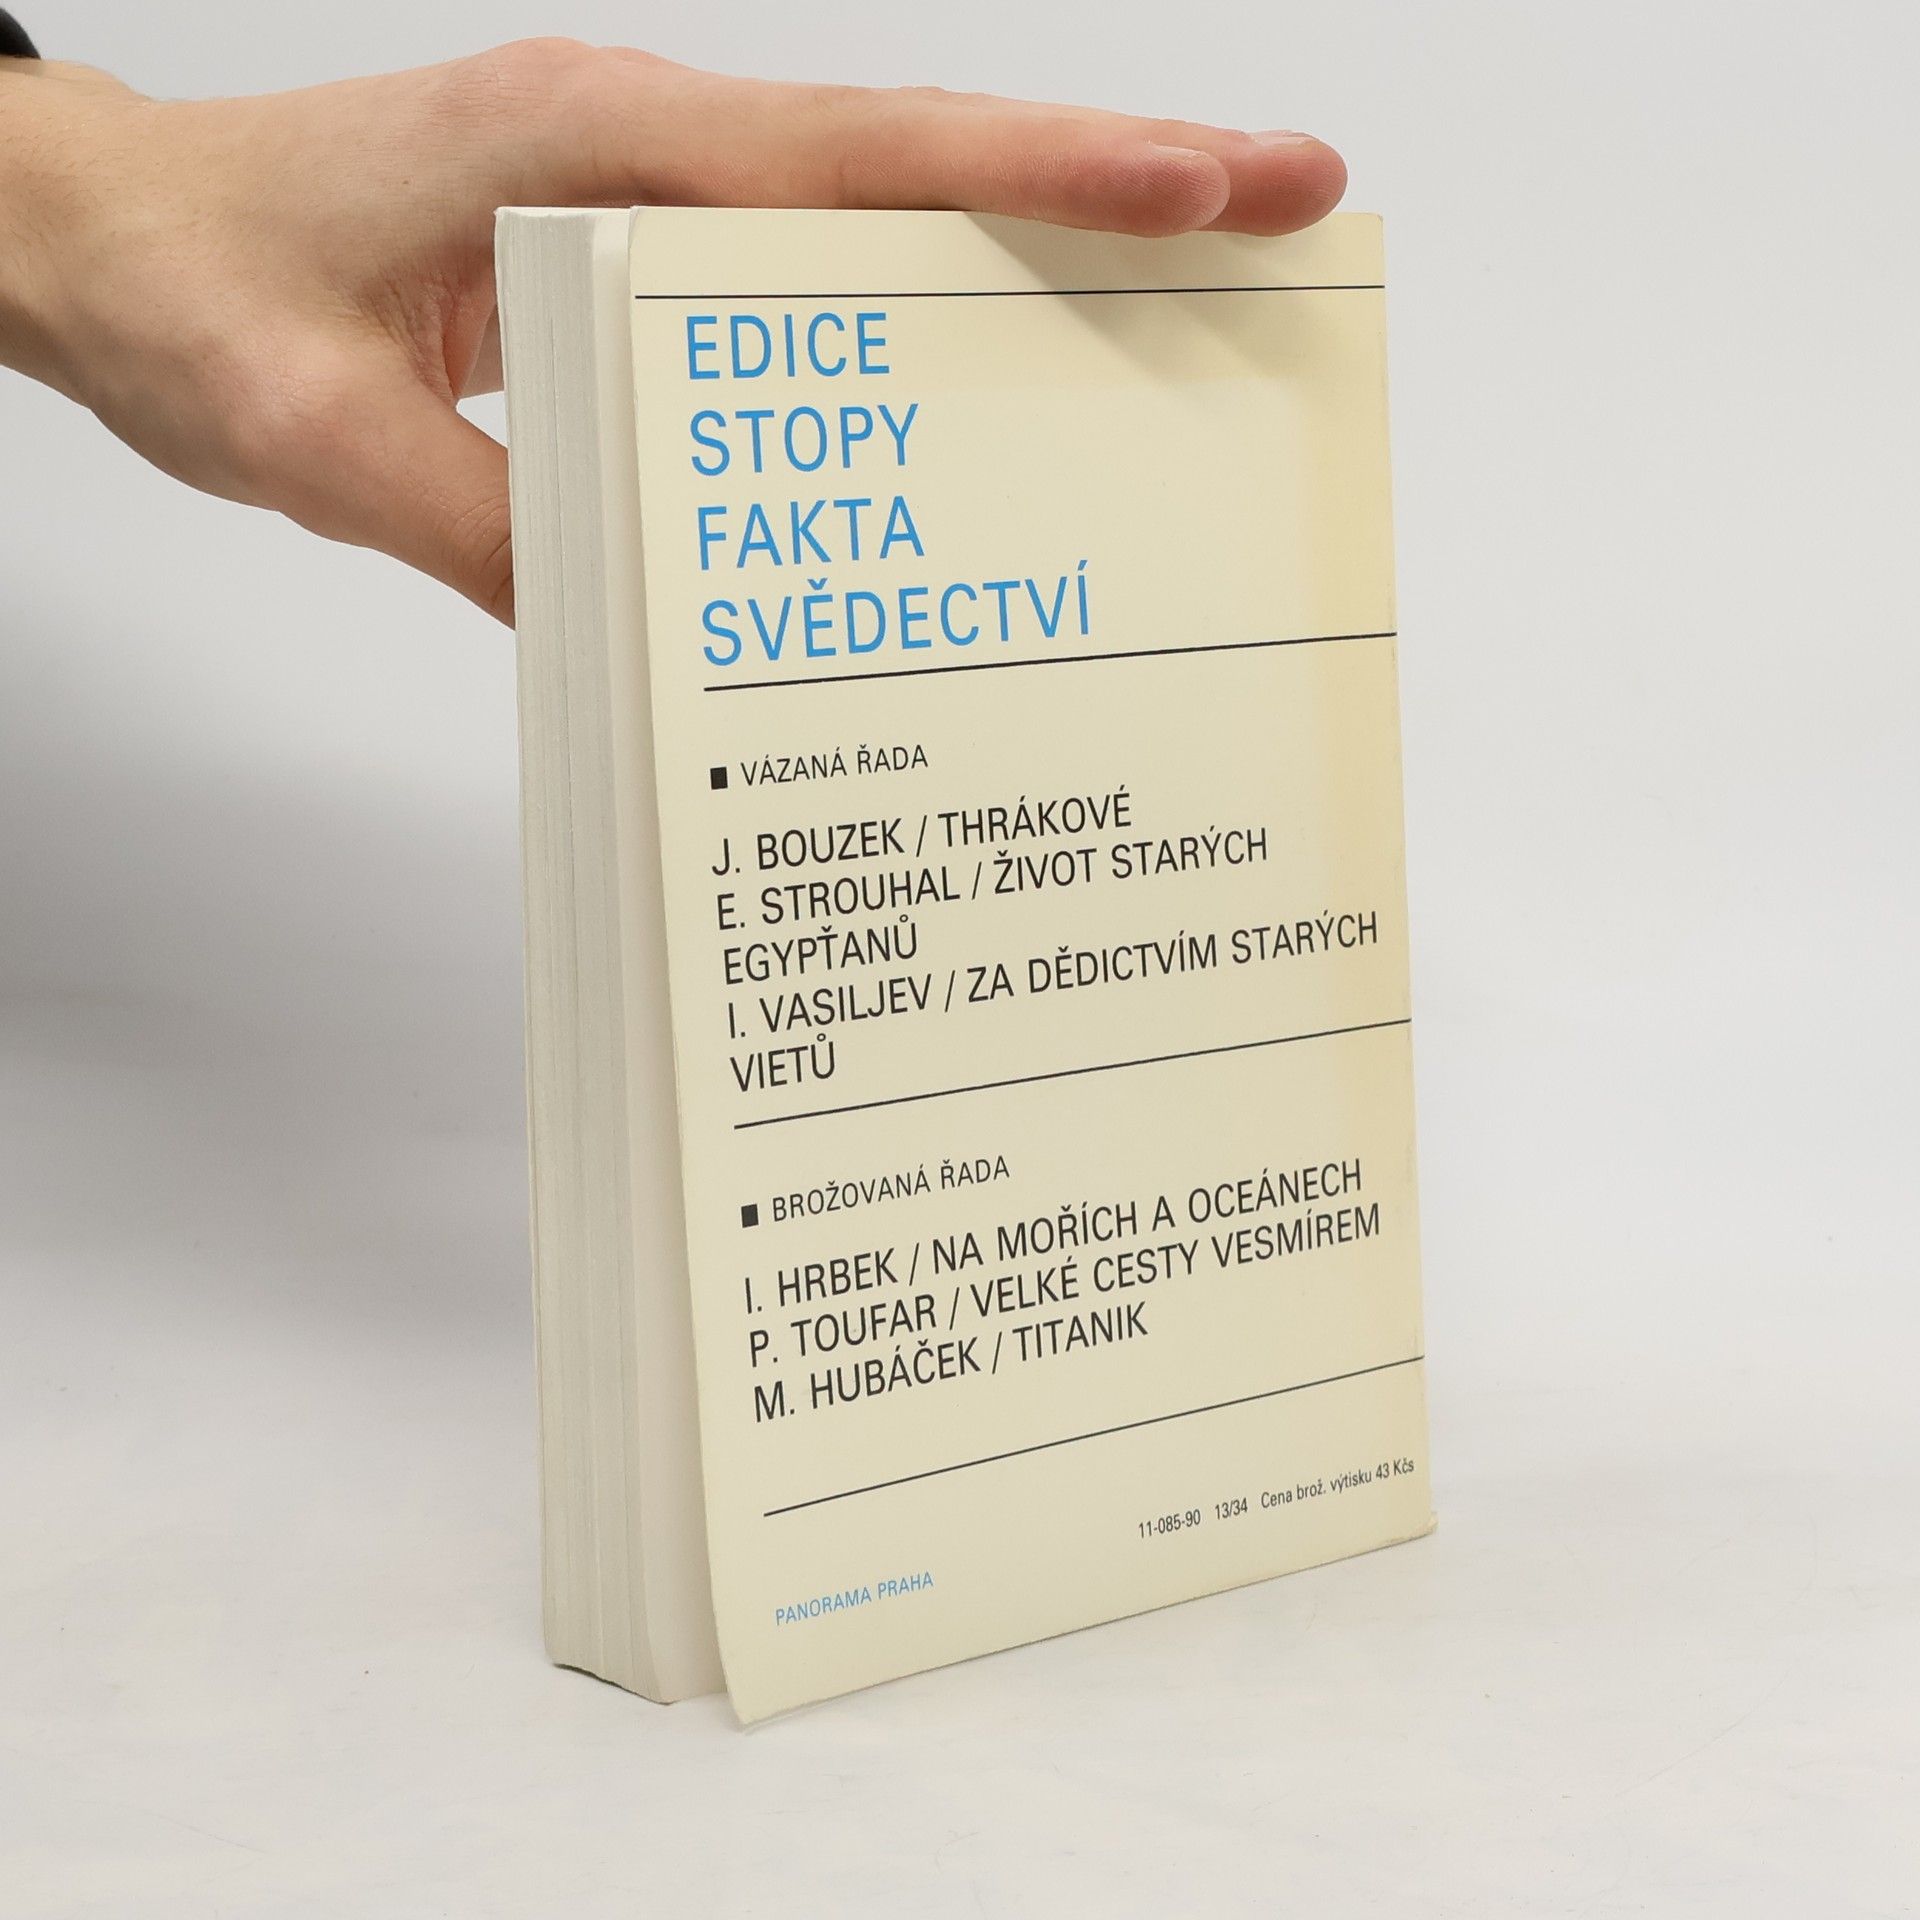 EDICE
STOPY
FAKTA
SVĚDECTVÍ
■ VÁZANÁ ŘADA
J. BOUZEK / THRÁKOVÉ
E. STROUHAL / ŽIVOT STARÝCH
EGYPŤANŮ
I. VASILJEV / ZA DĚDICTVÍM STARÝCH
VIETŮ
■ BROŽOVANÁ ŘADA
I. HRBEK / NA MOŘÍCH A OCEÁNECH
P. TOUFAR / VELKÉ CESTY VESMÍREM
M. HUBÁČEK / TITANIK
11-085-90 13/34 Cena brož. výtisku 43 Kčs
PANORAMA PRAHA